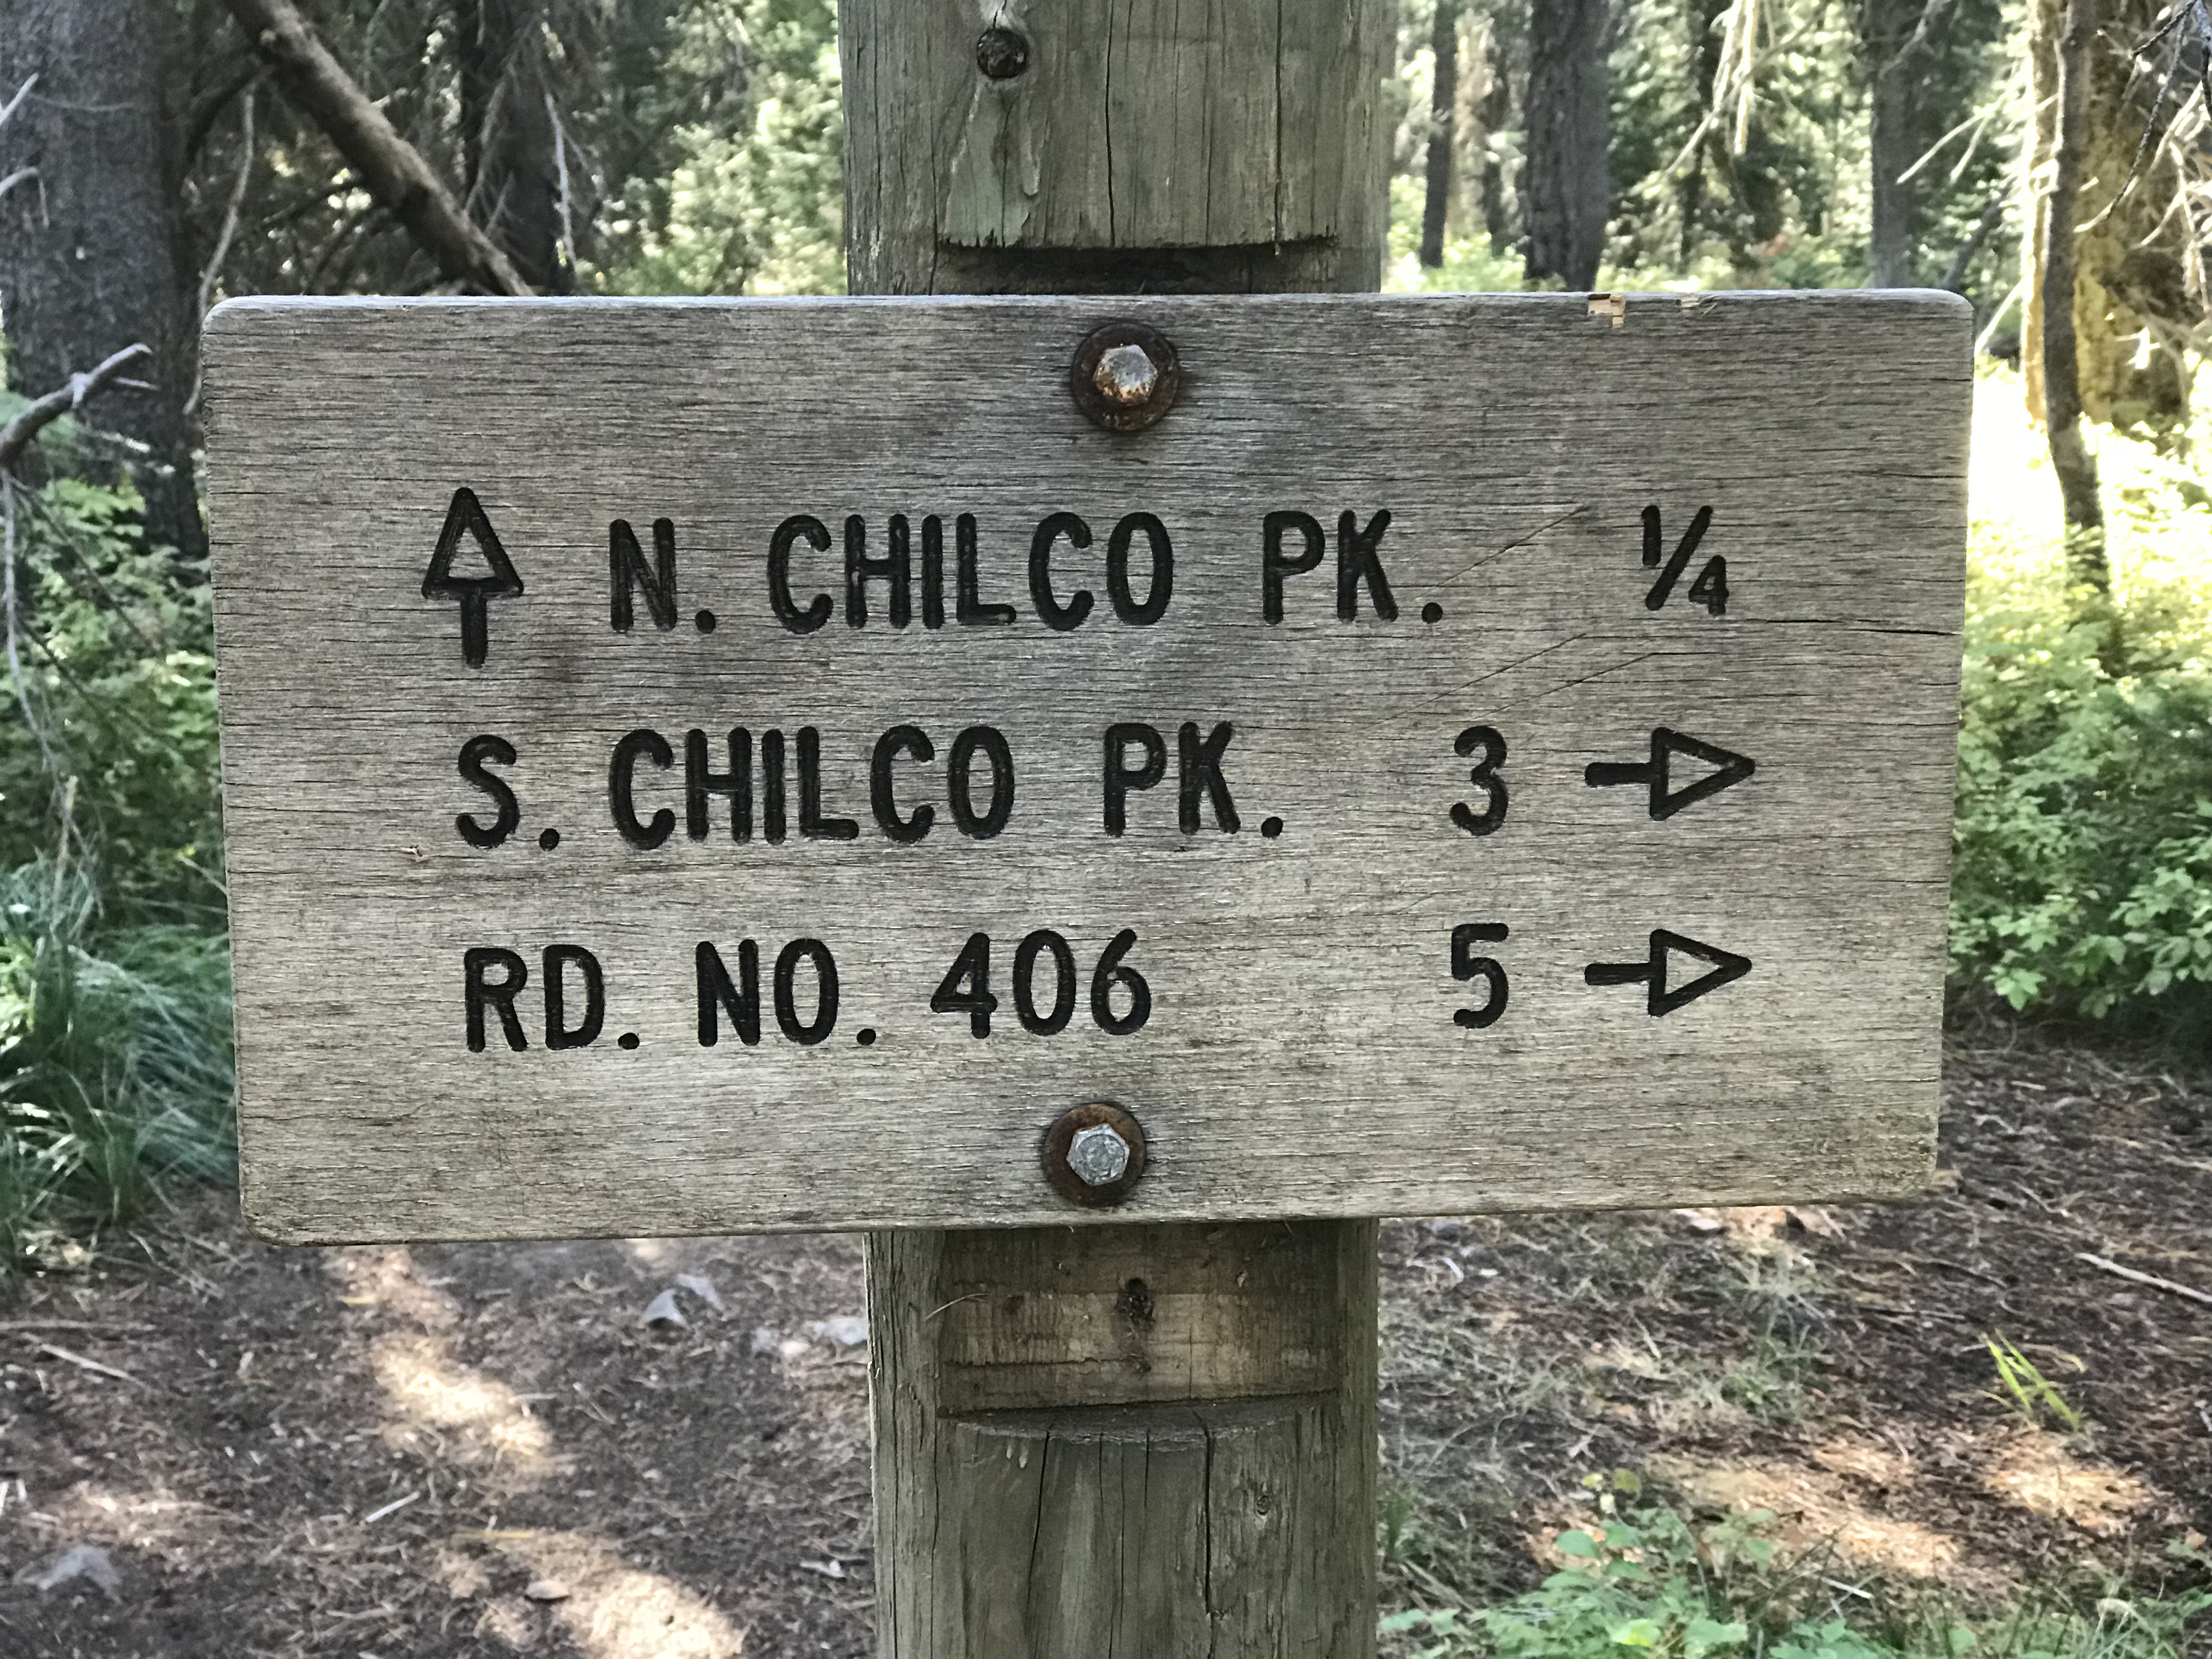 ↑ N. CHILCO PK. 1/4
S. CHILCO PK. 3 →
RD. NO. 406 5 →